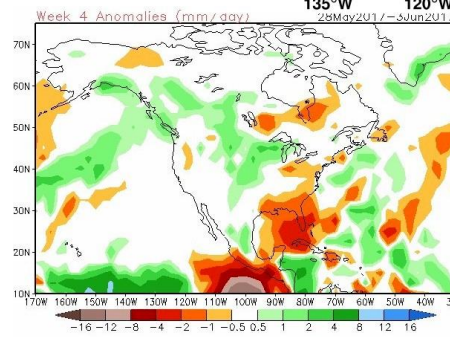 135°W 120°W
Week 4 Anomalies (mm/day) 28May2017-3Jun201
70N
60N
50N
40N
30N
20N
10N
170W 160W 150W 140W 130W 120W 110W 100W 90W 80W 70W 60W 50W 40W 3
-16 -12 -8 -4 -2 -1 -0.5 0.5 1 2 4 8 12 16